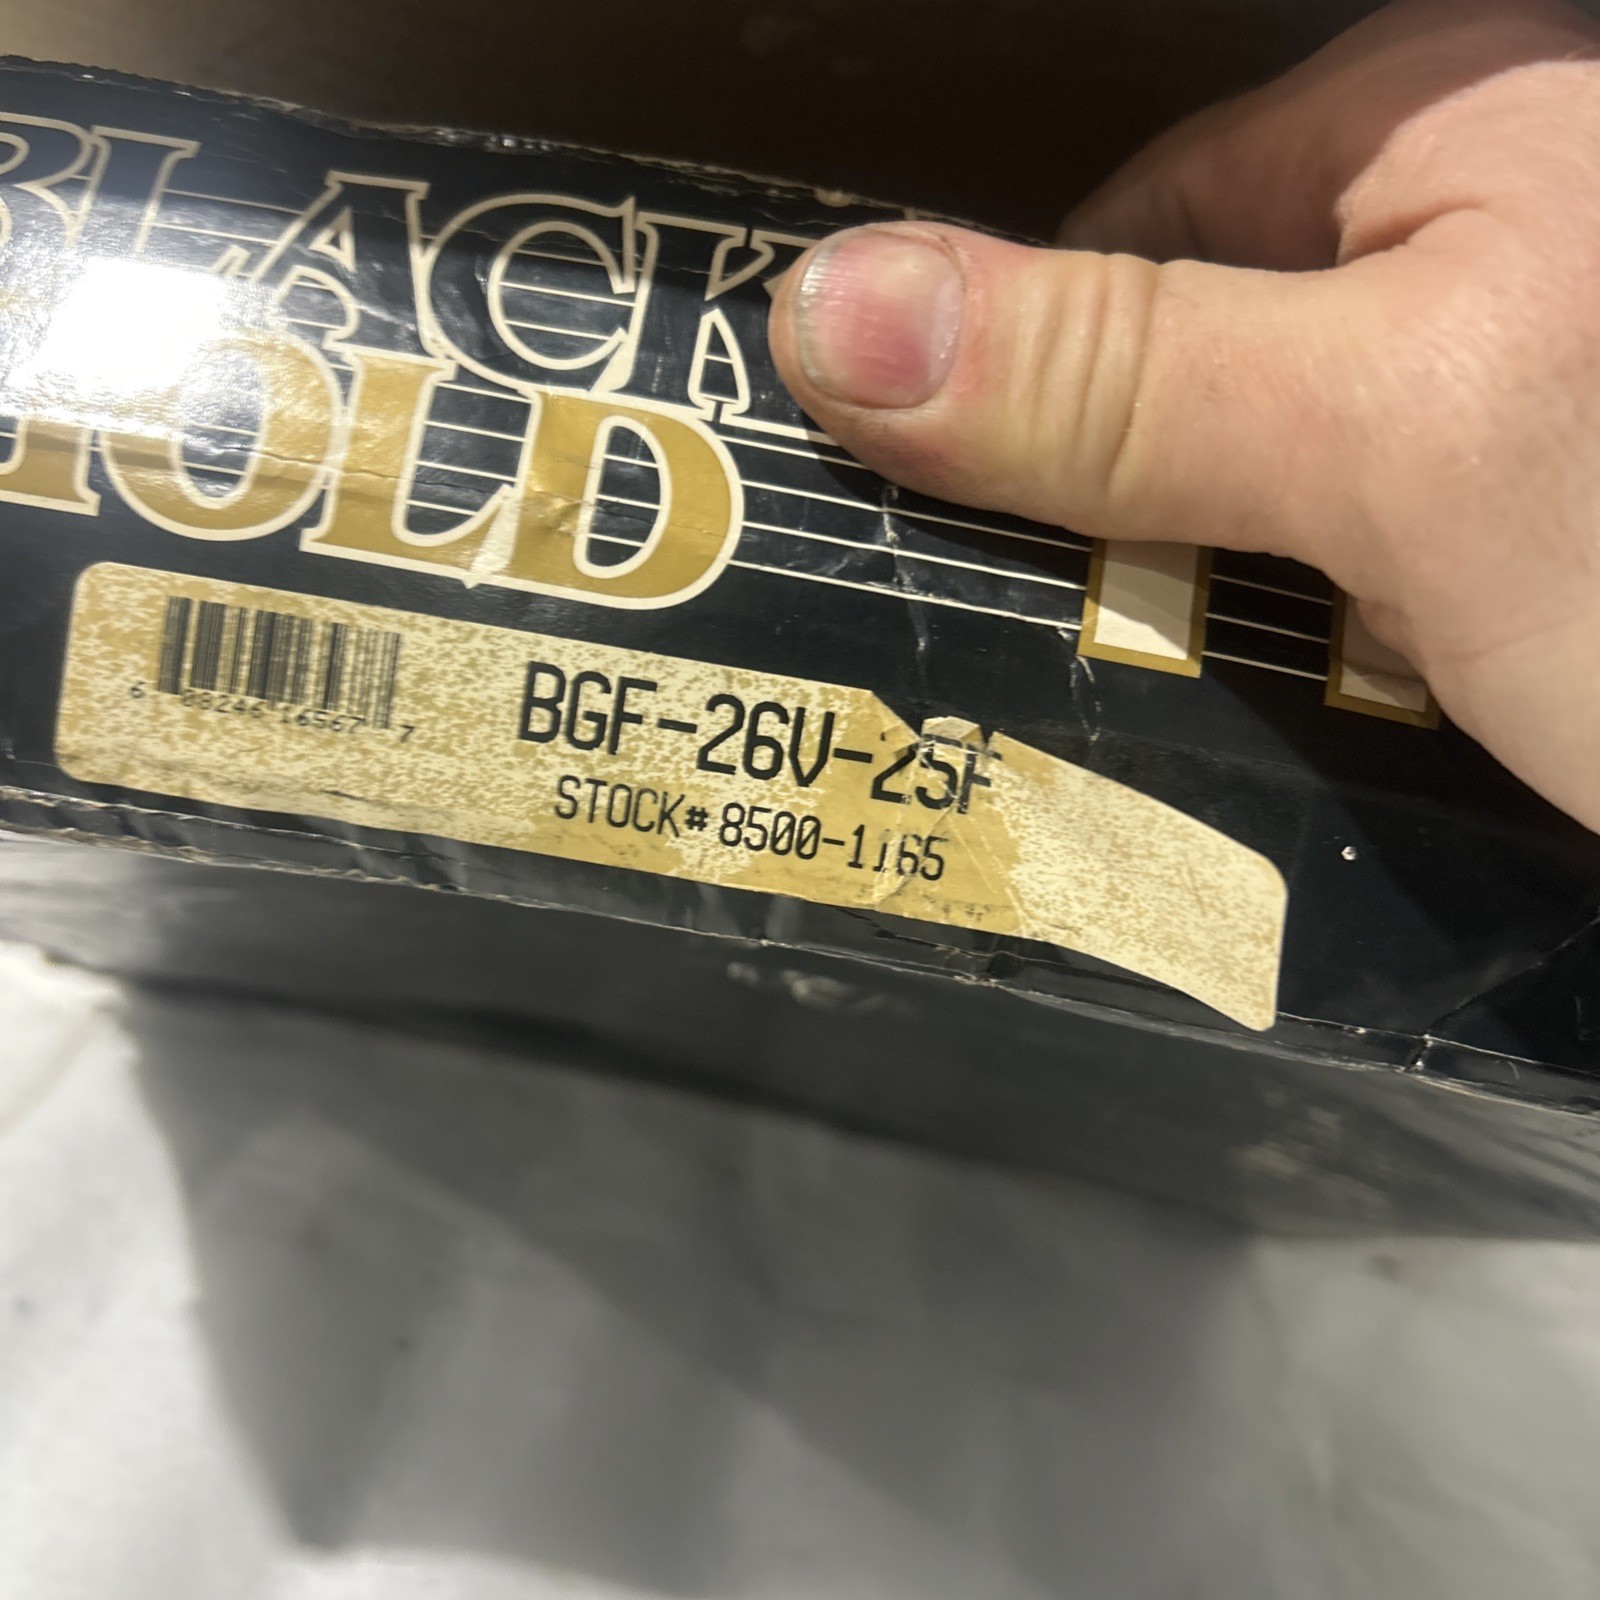 BLACK
GOLD
6 08246 16567 7
BGF-26V-25F
STOCK# 8500-1165